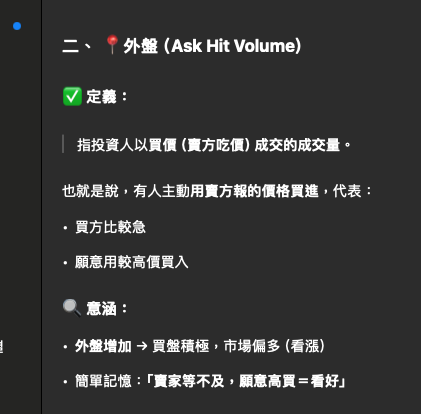 二、📍外盤（Ask Hit Volume）
✅ 定義：
指投資人以買價（賣方吃價）成交的成交量。
也就是說，有人主動用賣方報的價格買進，代表：
• 買方比較急
• 願意用較高價買入
🔍 意涵：
• 外盤增加 → 買盤積極，市場偏多（看漲）
• 簡單記憶：「賣家等不及，願意高買＝看好」